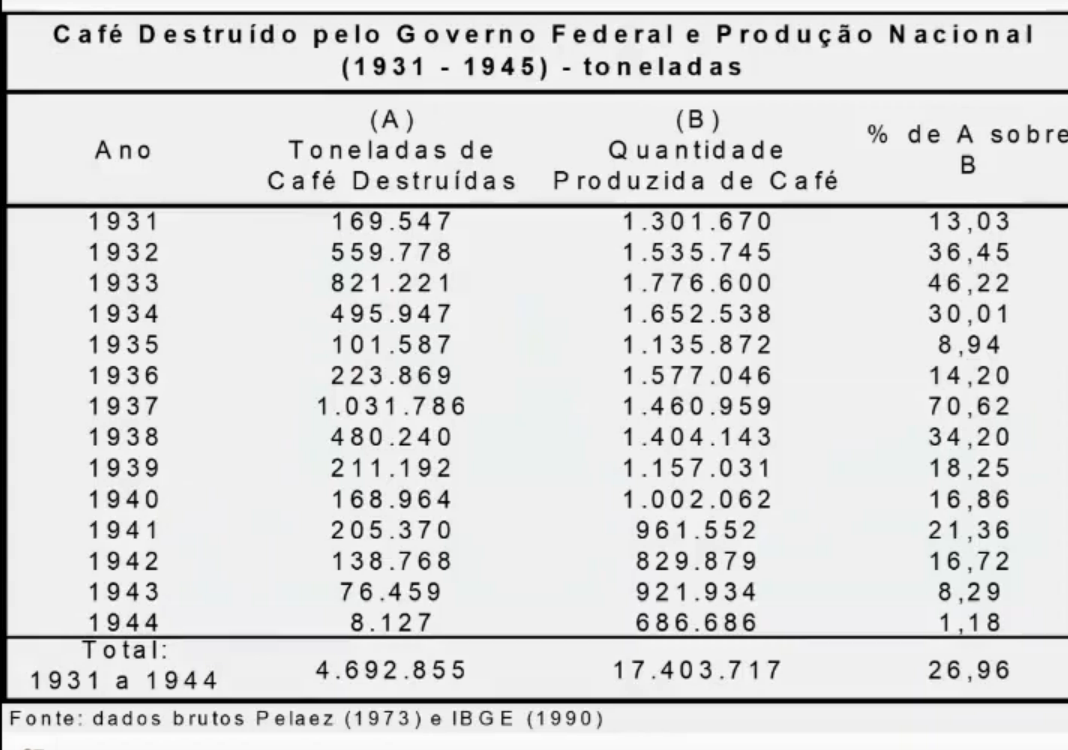 Café Destruído pelo Governo Federal e Produção Nacional
(1931 - 1945) - toneladas
Ano (A) Toneladas de Café Destruídas (B) Quantidade Produzida de Café % de A sobre B
1931 169.547 1.301.670 13,03
1932 559.778 1.535.745 36,45
1933 821.221 1.776.600 46,22
1934 495.947 1.652.538 30,01
1935 101.587 1.135.872 8,94
1936 223.869 1.577.046 14,20
1937 1.031.786 1.460.959 70,62
1938 480.240 1.404.143 34,20
1939 211.192 1.157.031 18,25
1940 168.964 1.002.062 16,86
1941 205.370 961.552 21,36
1942 138.768 829.879 16,72
1943 76.459 921.934 8,29
1944 8.127 686.686 1,18
Total: 1931 a 1944 4.692.855 17.403.717 26,96
Fonte: dados brutos Pelaez (1973) e IBGE (1990)